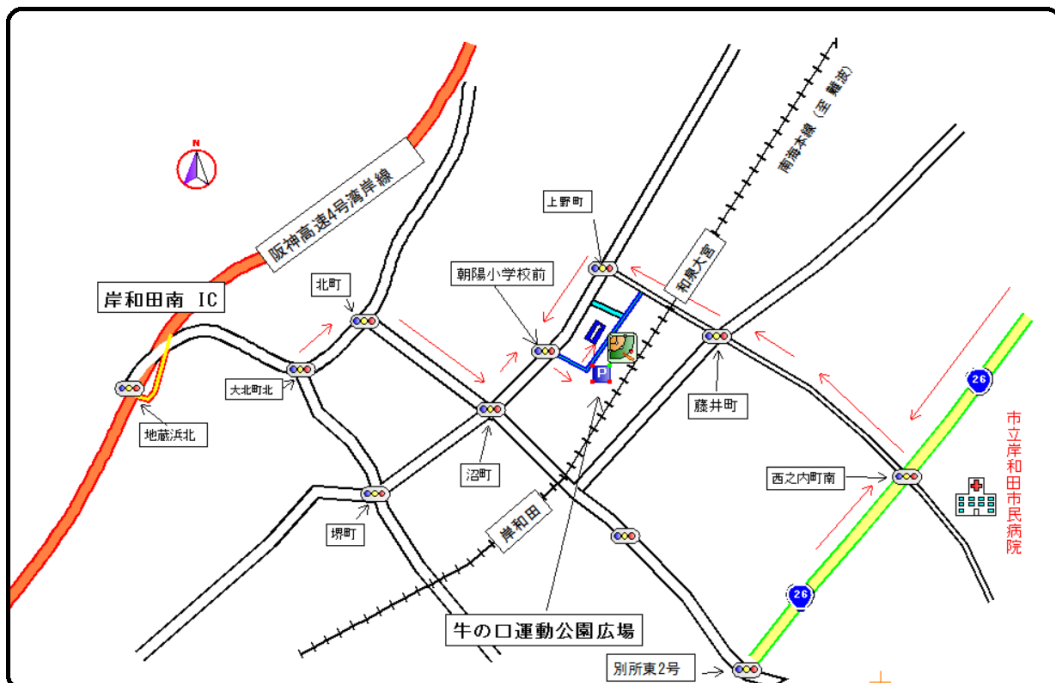 N
南海本線 (至 難波)
阪神高速4号湾岸線
上野町
和泉大宮
朝陽小学校前
岸和田南 IC
北町
大北町北
地蔵浜北
P
藤井町
26
市立岸和田市民病院
西之内町南
沼町
堺町
岸和田
26
牛の口運動公園広場
別所東2号